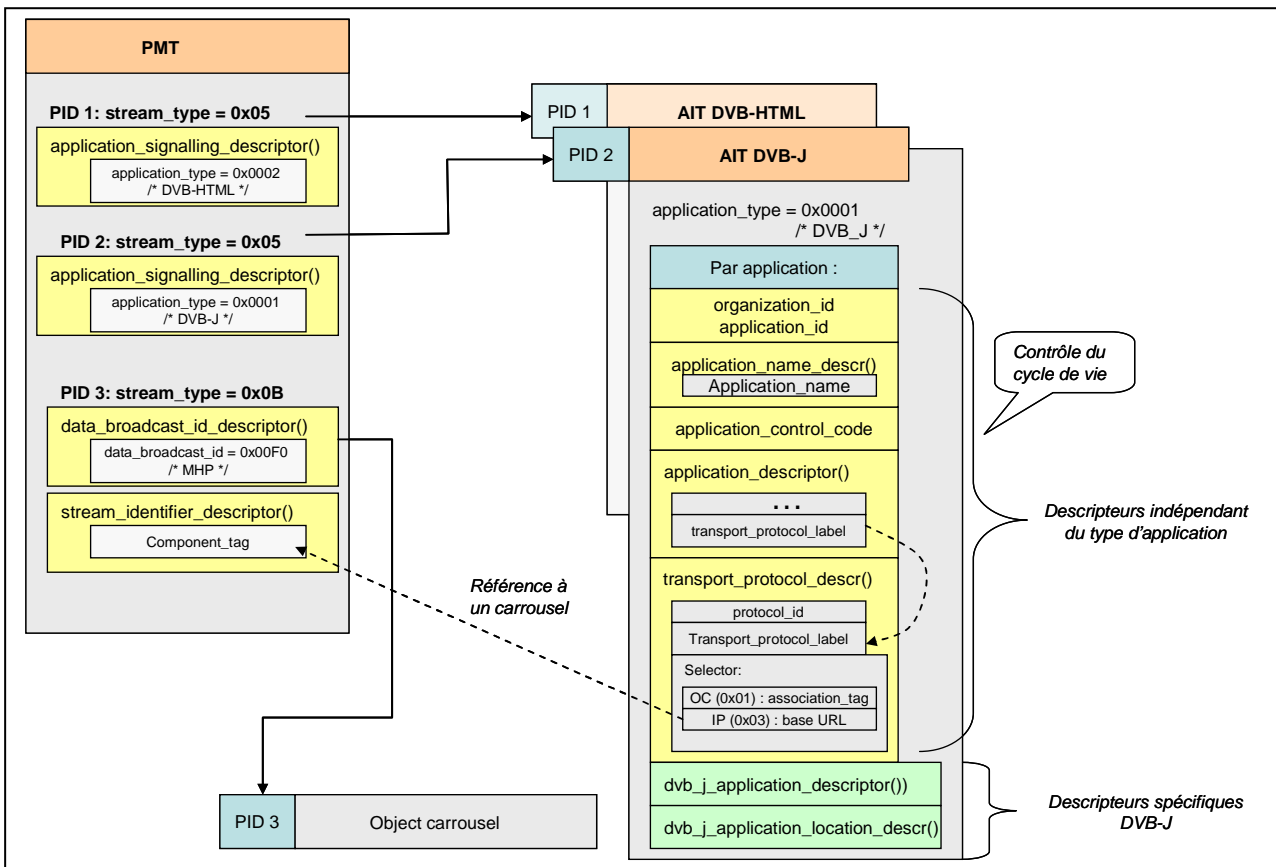 PMT
PID 1: stream_type = 0x05
application_signalling_descriptor()
application_type = 0x0002
/* DVB-HTML */
PID 2: stream_type = 0x05
application_signalling_descriptor()
application_type = 0x0001
/* DVB-J */
PID 3: stream_type = 0x0B
data_broadcast_id_descriptor()
data_broadcast_id = 0x00F0
/* MHP */
stream_identifier_descriptor()
Component_tag
PID 1
AIT DVB-HTML
PID 2
AIT DVB-J
application_type = 0x0001
/* DVB_J */
Par application :
organization_id
application_id
application_name_descr()
Application_name
application_control_code
application_descriptor()
...
transport_protocol_label
transport_protocol_descr()
protocol_id
Transport_protocol_label
Selector:
OC (0x01) : association_tag
IP (0x03) : base URL
dvb_j_application_descriptor())
dvb_j_application_location_descr()
Contrôle du
cycle de vie
Descripteurs indépendant
du type d'application
Référence à
un carrousel
Descripteurs spécifiques
DVB-J
PID 3
Object carrousel